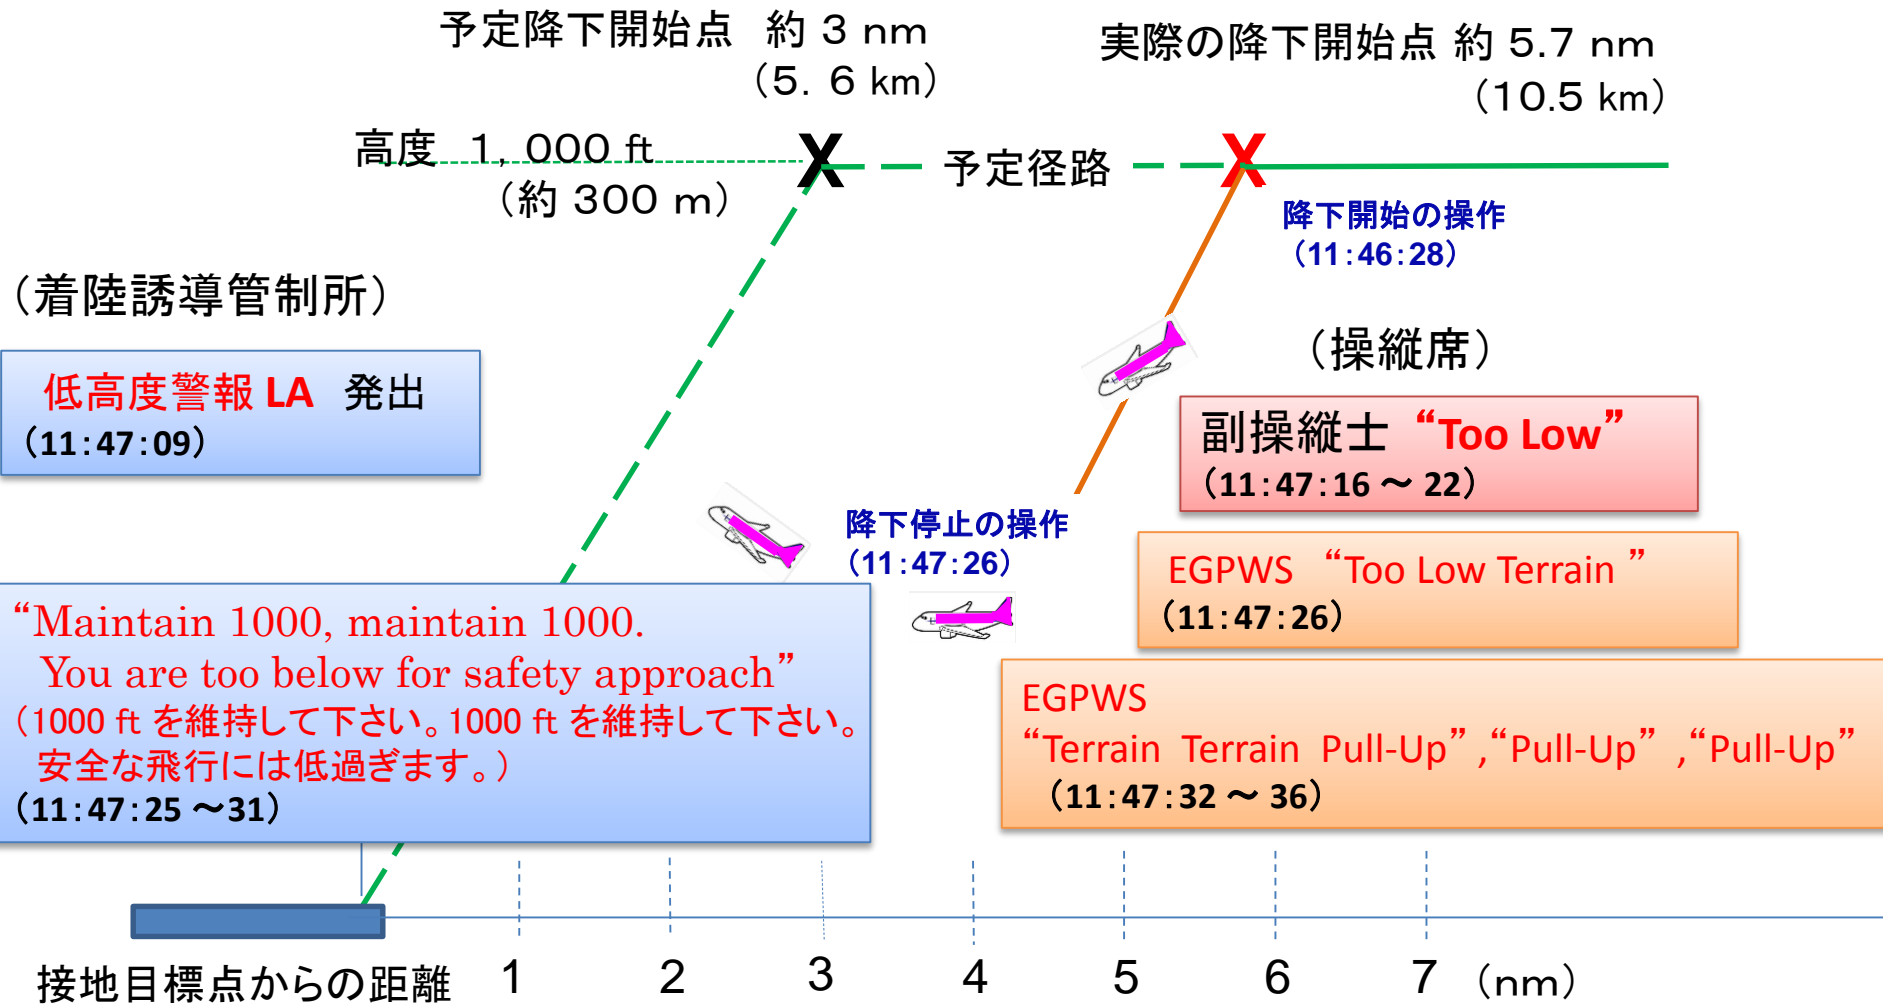 予定降下開始点 約 3 nm
(5. 6 km)
実際の降下開始点 約 5.7 nm
(10.5 km)
高度 1, 000 ft
(約 300 m)
予定径路
降下開始の操作
(11:46:28)
(着陸誘導管制所)
低高度警報 LA 発出
(11:47:09)
(操縦席)
副操縦士 “Too Low”
(11:47:16 ～ 22)
降下停止の操作
(11:47:26)
EGPWS “Too Low Terrain ”
(11:47:26)
“Maintain 1000, maintain 1000.
You are too below for safety approach”
(1000 ft を維持して下さい。1000 ft を維持して下さい。
安全な飛行には低過ぎます。)
(11:47:25 ～31)
EGPWS
“Terrain Terrain Pull-Up” ,“Pull-Up” ,“Pull-Up”
(11:47:32 ～ 36)
接地目標点からの距離 1 2 3 4 5 6 7 (nm)